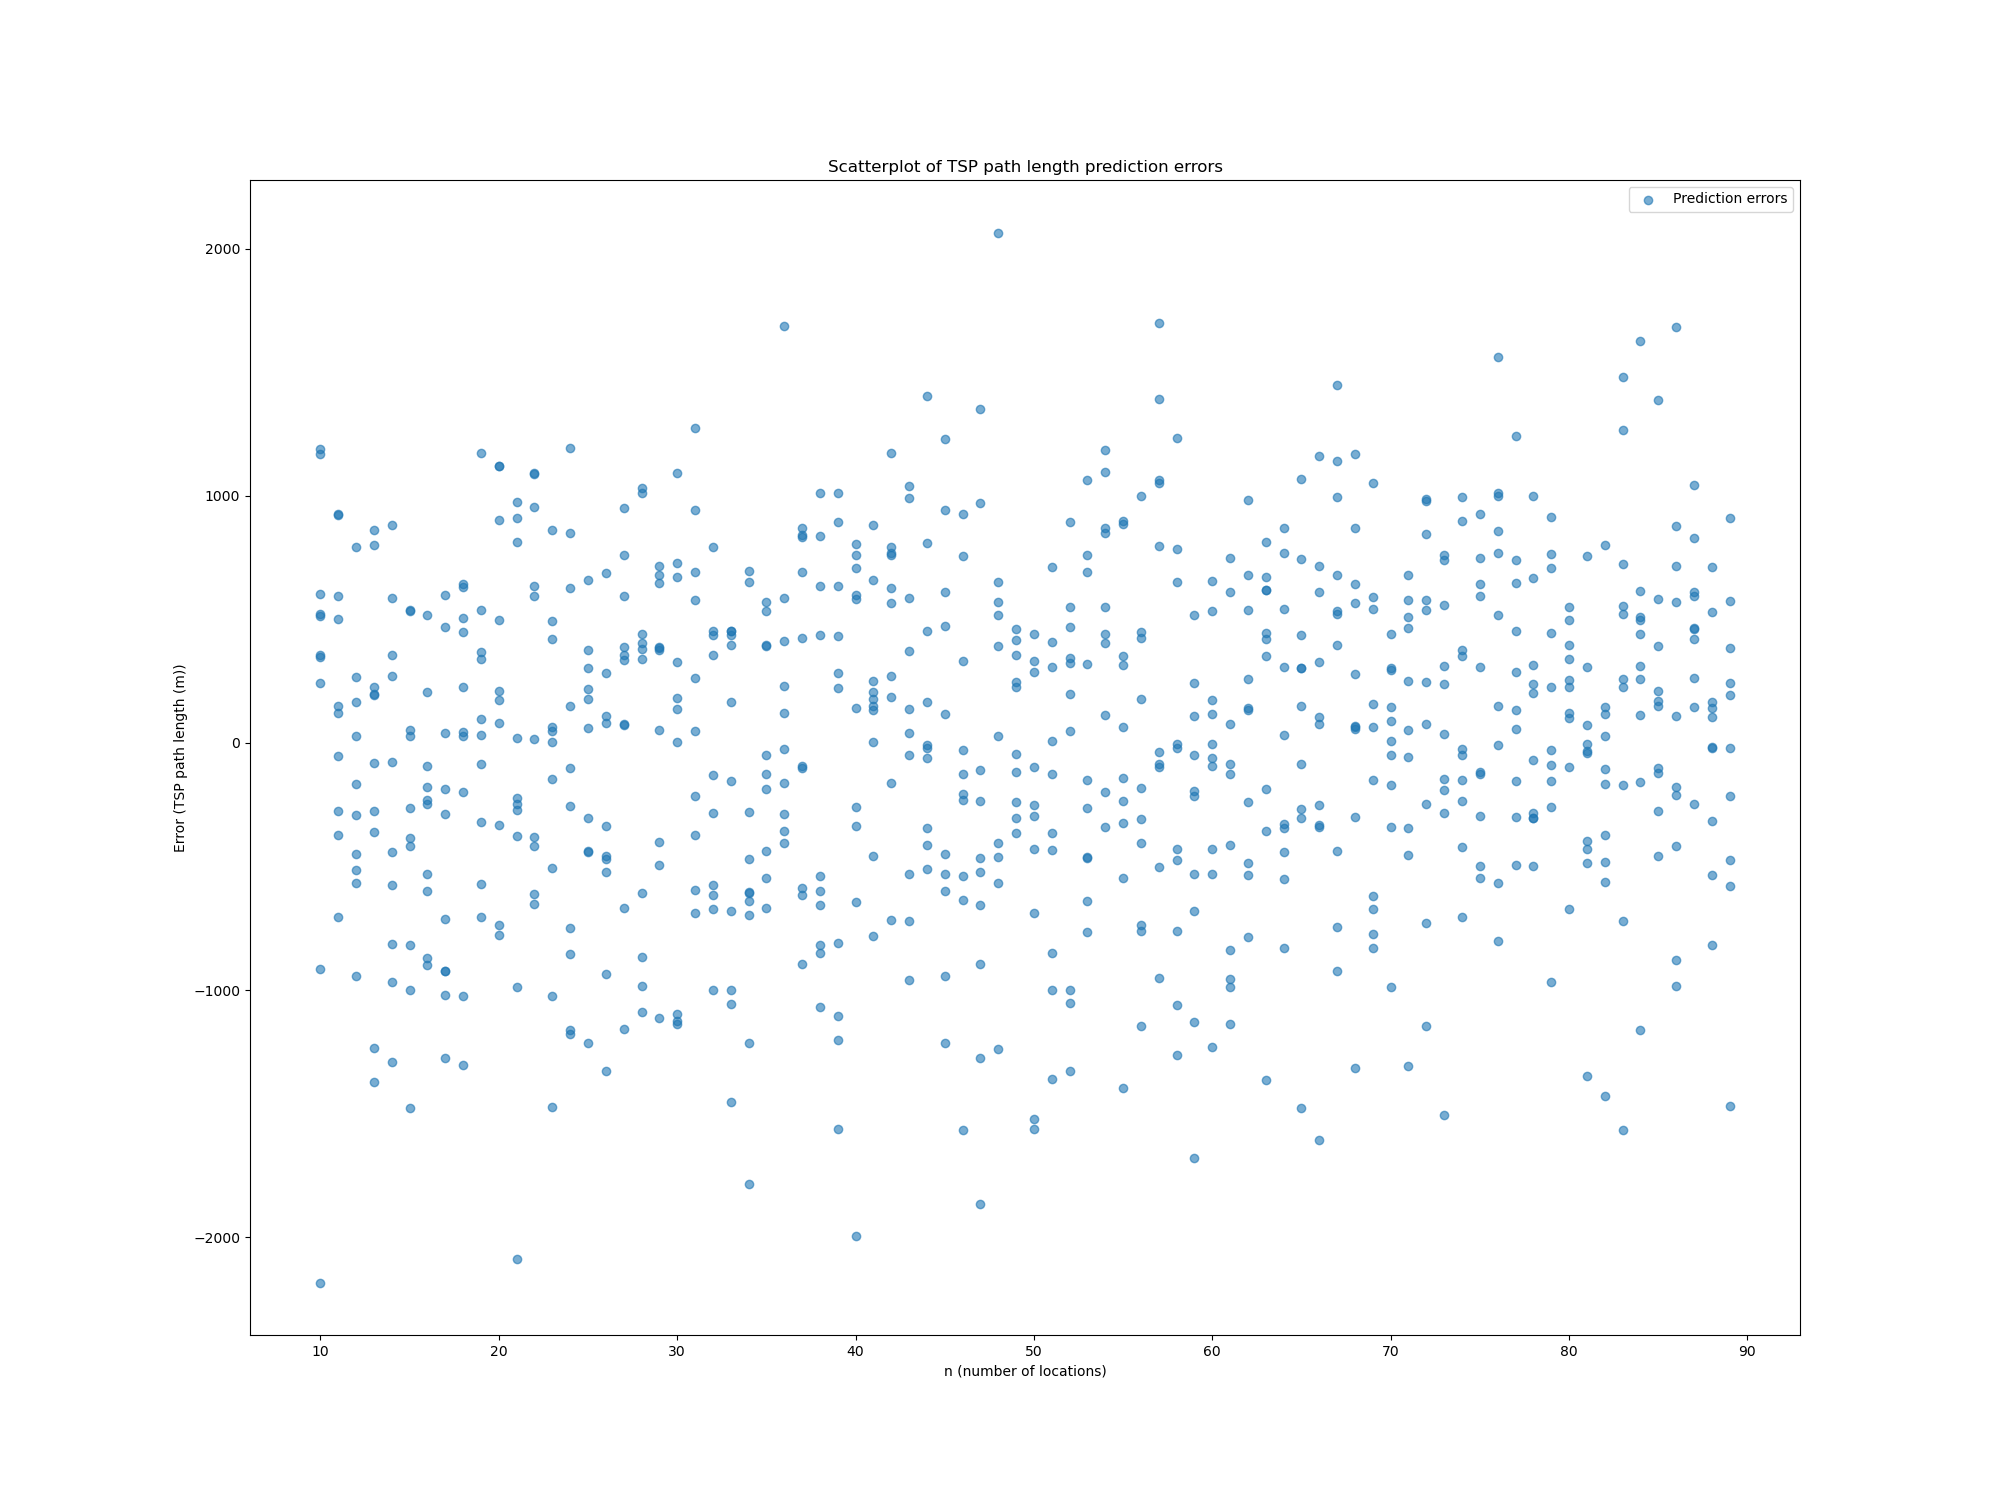 Scatterplot of TSP path length prediction errors
Prediction errors
2000
1000
0
−1000
−2000
Error (TSP path length (m))
10 20 30 40 50 60 70 80 90
n (number of locations)